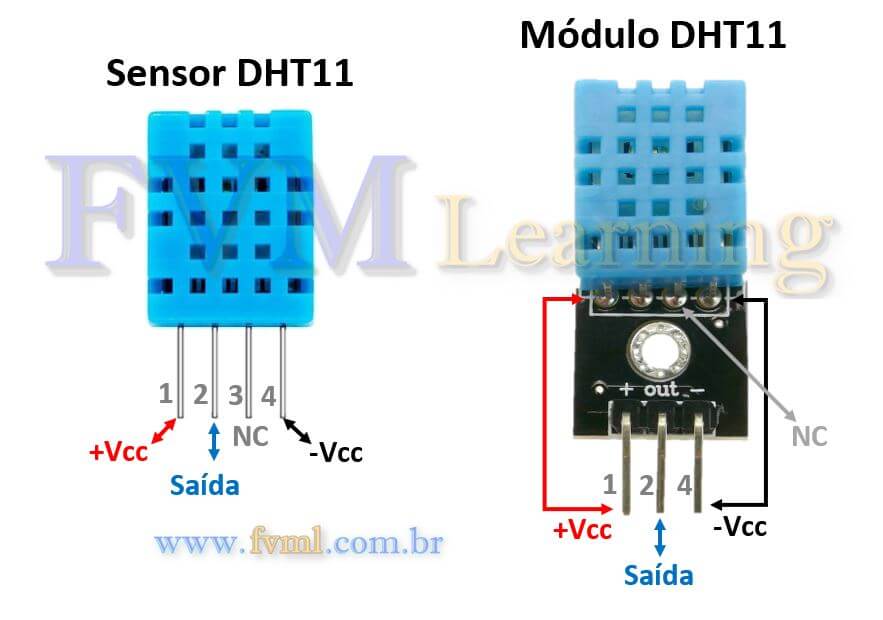 Sensor DHT11
Módulo DHT11
FVM Learning
1 2 3 4
+Vcc
NC
-Vcc
Saída
+ out -
NC
1 2 4
+Vcc
-Vcc
Saída
www.fvml.com.br